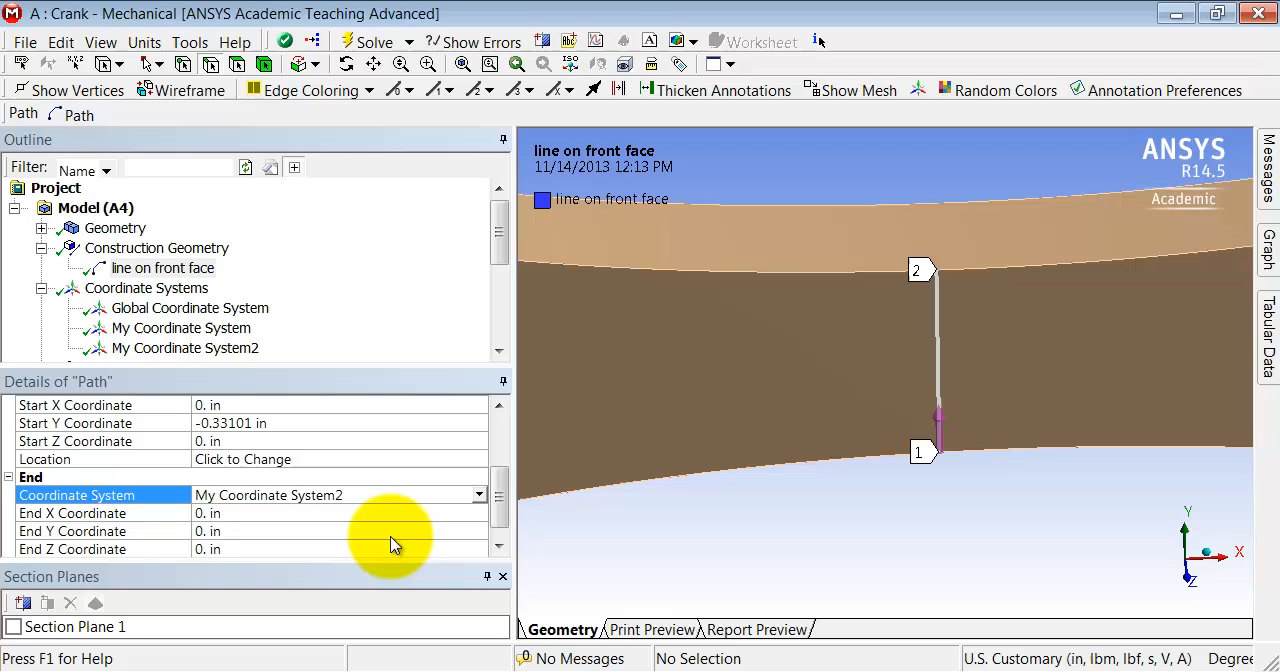 A : Crank - Mechanical [ANSYS Academic Teaching Advanced]
File Edit View Units Tools Help Solve Show Errors Worksheet
Show Vertices Wireframe Edge Coloring Thicken Annotations Show Mesh Random Colors Annotation Preferences
Path Path
Outline
Filter: Name
Project
Model (A4)
Geometry
Construction Geometry
line on front face
Coordinate Systems
Global Coordinate System
My Coordinate System
My Coordinate System2
Details of "Path"
Start X Coordinate 0. in
Start Y Coordinate -0.33101 in
Start Z Coordinate 0. in
Location Click to Change
End
Coordinate System My Coordinate System2
End X Coordinate 0. in
End Y Coordinate 0. in
End Z Coordinate 0. in
Section Planes
Section Plane 1
line on front face
11/14/2013 12:13 PM
line on front face
ANSYS
R14.5
Academic
2
1
Y
X
Z
Geometry Print Preview Report Preview
Messages
Graph
Tabular Data
Press F1 for Help 0 No Messages No Selection U.S. Customary (in, lbm, lbf, s, V, A) Degree